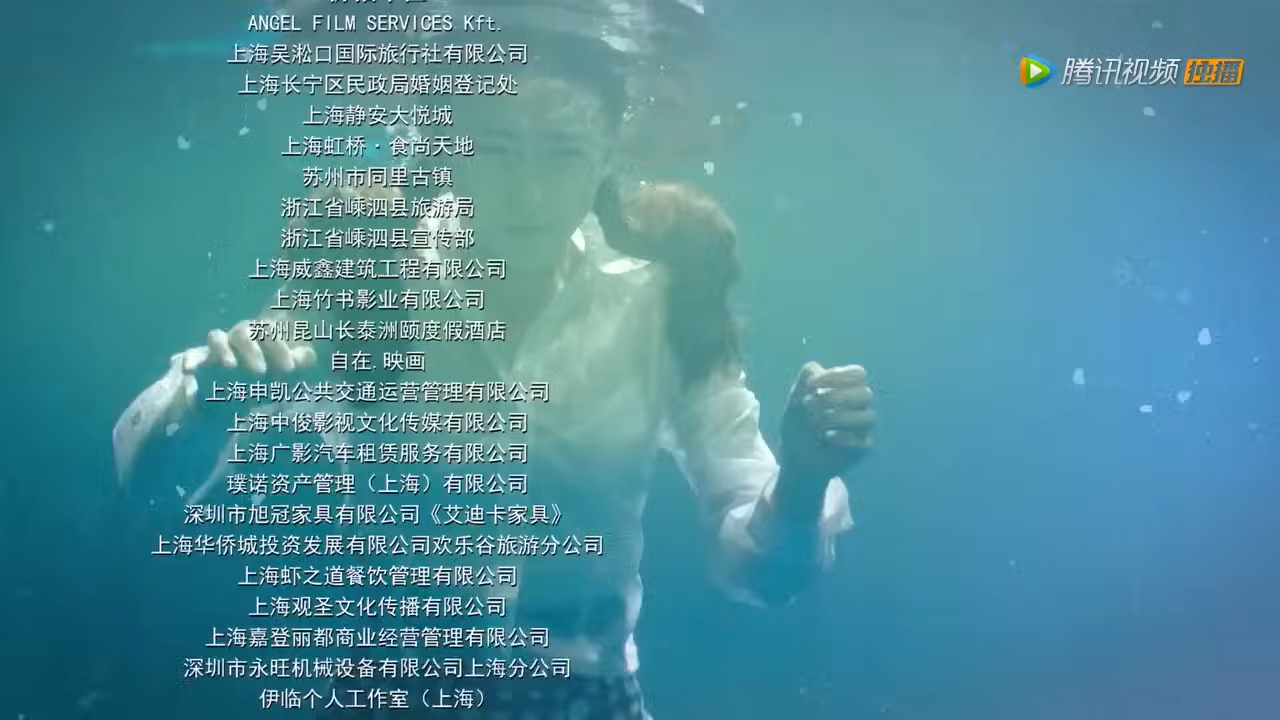 ANGEL FILM SERVICES Kft.
上海吴淞口国际旅行社有限公司
腾讯视频 独播
上海长宁区民政局婚姻登记处
上海静安大悦城
上海虹桥·食尚天地
苏州市同里古镇
浙江省嵊泗县旅游局
浙江省嵊泗县宣传部
上海威鑫建筑工程有限公司
上海竹书影业有限公司
苏州昆山长泰洲颐度假酒店
自在.映画
上海申凯公共交通运营管理有限公司
上海中俊影视文化传媒有限公司
上海广影汽车租赁服务有限公司
璞诺资产管理（上海）有限公司
深圳市旭冠家具有限公司《艾迪卡家具》
上海华侨城投资发展有限公司欢乐谷旅游分公司
上海虾之道餐饮管理有限公司
上海观圣文化传播有限公司
上海嘉登丽都商业经营管理有限公司
深圳市永旺机械设备有限公司上海分公司
伊临个人工作室（上海）